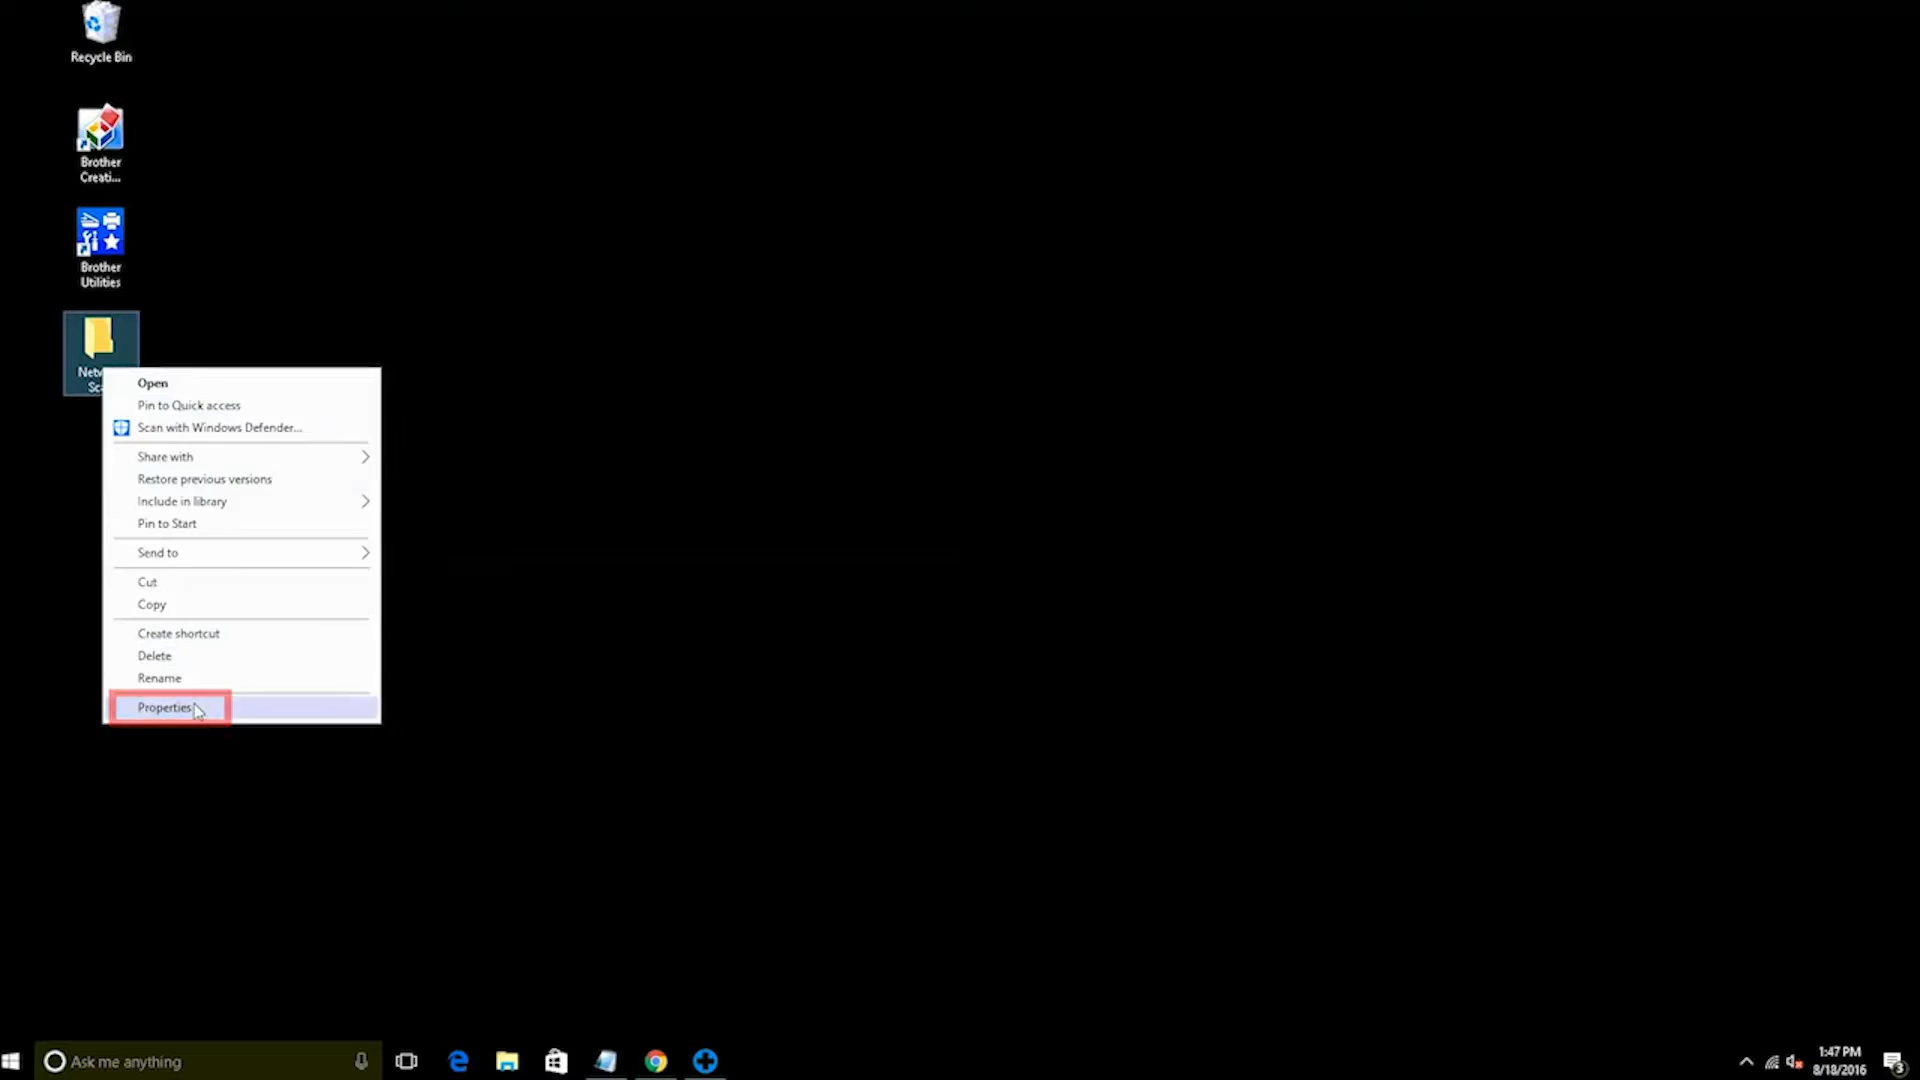 Recycle Bin
Brother
Creati...
Brother
Utilities
Open
Pin to Quick access
Scan with Windows Defender...
Share with
Restore previous versions
Include in library
Pin to Start
Send to
Cut
Copy
Create shortcut
Delete
Rename
Properties
Ask me anything
1:47 PM
8/18/2016
3